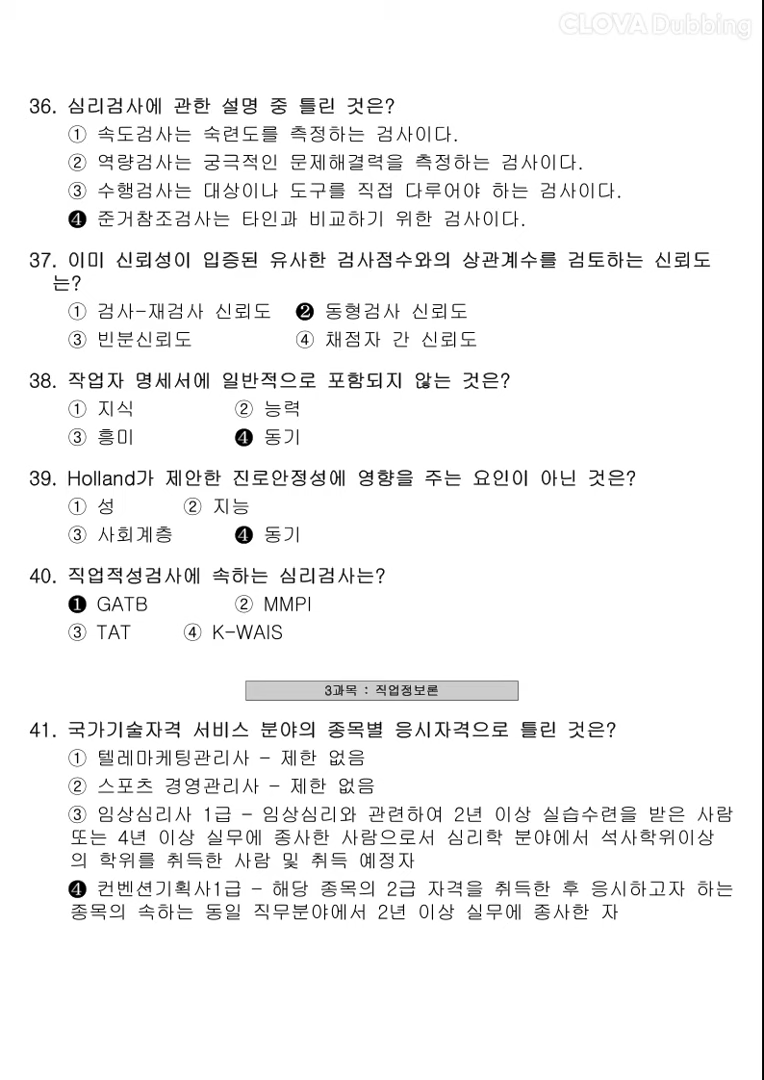 CLOVA Dubbing
36. 심리검사에 관한 설명 중 틀린 것은?
① 속도검사는 숙련도를 측정하는 검사이다.
② 역량검사는 궁극적인 문제해결력을 측정하는 검사이다.
③ 수행검사는 대상이나 도구를 직접 다루어야 하는 검사이다.
❹ 준거참조검사는 타인과 비교하기 위한 검사이다.
37. 이미 신뢰성이 입증된 유사한 검사점수와의 상관계수를 검토하는 신뢰도
는?
① 검사-재검사 신뢰도 ❷ 동형검사 신뢰도
③ 빈분신뢰도 ④ 채점자 간 신뢰도
38. 작업자 명세서에 일반적으로 포함되지 않는 것은?
① 지식 ② 능력
③ 흥미 ❹ 동기
39. Holland가 제안한 진로안정성에 영향을 주는 요인이 아닌 것은?
① 성 ② 지능
③ 사회계층 ❹ 동기
40. 직업적성검사에 속하는 심리검사는?
❶ GATB ② MMPI
③ TAT ④ K-WAIS
3과목 : 직업정보론
41. 국가기술자격 서비스 분야의 종목별 응시자격으로 틀린 것은?
① 텔레마케팅관리사 - 제한 없음
② 스포츠 경영관리사 - 제한 없음
③ 임상심리사 1급 - 임상심리와 관련하여 2년 이상 실습수련을 받은 사람
또는 4년 이상 실무에 종사한 사람으로서 심리학 분야에서 석사학위이상
의 학위를 취득한 사람 및 취득 예정자
❹ 컨벤션기획사1급 - 해당 종목의 2급 자격을 취득한 후 응시하고자 하는
종목의 속하는 동일 직무분야에서 2년 이상 실무에 종사한 자